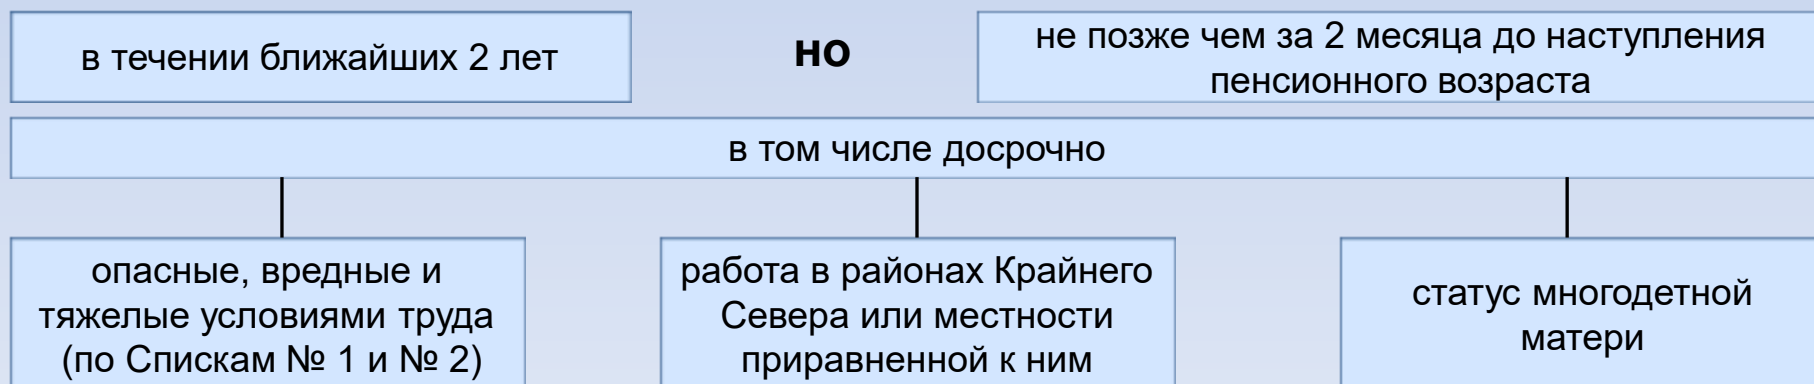 в течении ближайших 2 лет
но
не позже чем за 2 месяца до наступления
пенсионного возраста
в том числе досрочно
опасные, вредные и
тяжелые условиями труда
(по Спискам № 1 и № 2)
работа в районах Крайнего
Севера или местности
приравненной к ним
статус многодетной
матери